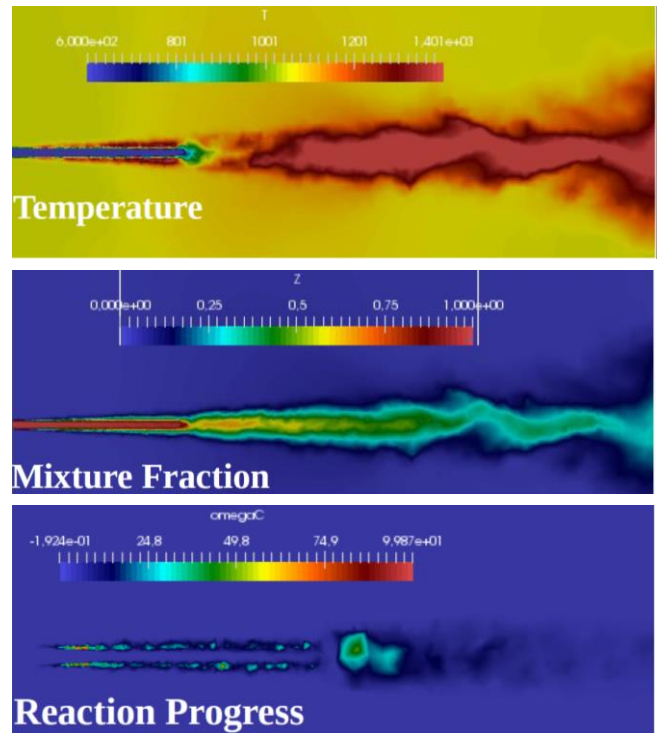 T
6,000e+02 801 1001 1201 1,401e+03
Temperature
Z
0,000e+00 0,25 0,5 0,75 1,000e+00
Mixture Fraction
omegaC
-1,924e-01 24,8 49,8 74,9 9,987e+01
Reaction Progress